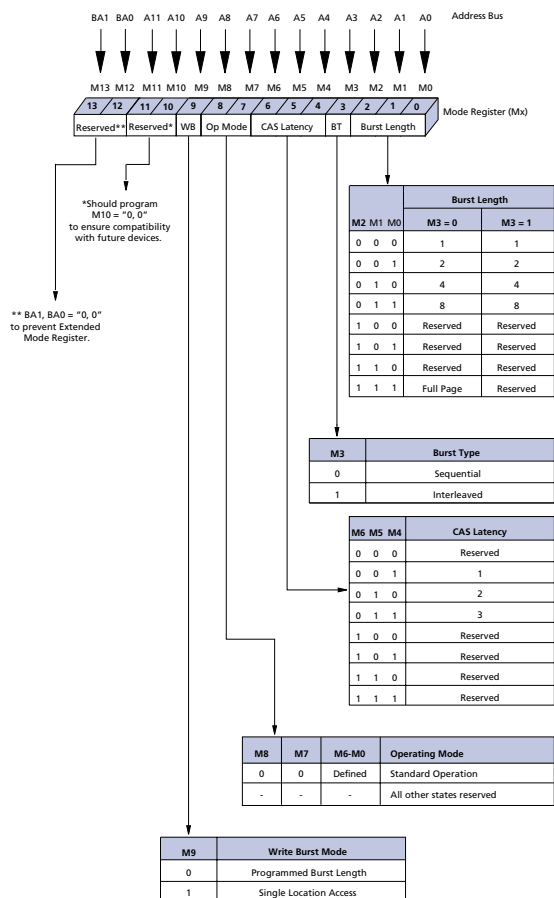 BA1 BA0 A11 A10 A9 A8 A7 A6 A5 A4 A3 A2 A1 A0 Address Bus
M13 M12 M11 M10 M9 M8 M7 M6 M5 M4 M3 M2 M1 M0
13 12 11 10 9 8 7 6 5 4 3 2 1 0 Mode Register (Mx)
Reserved** Reserved* WB Op Mode CAS Latency BT Burst Length
*Should program
M10 = “0, 0”
to ensure compatibility
with future devices.
** BA1, BA0 = “0, 0”
to prevent Extended
Mode Register.
Burst Length
M2 M1 M0 M3 = 0 M3 = 1
0 0 0 1 1
0 0 1 2 2
0 1 0 4 4
0 1 1 8 8
1 0 0 Reserved Reserved
1 0 1 Reserved Reserved
1 1 0 Reserved Reserved
1 1 1 Full Page Reserved
M3 Burst Type
0 Sequential
1 Interleaved
M6 M5 M4 CAS Latency
0 0 0 Reserved
0 0 1 1
0 1 0 2
0 1 1 3
1 0 0 Reserved
1 0 1 Reserved
1 1 0 Reserved
1 1 1 Reserved
M8 M7 M6-M0 Operating Mode
0 0 Defined Standard Operation
- - - All other states reserved
M9 Write Burst Mode
0 Programmed Burst Length
1 Single Location Access